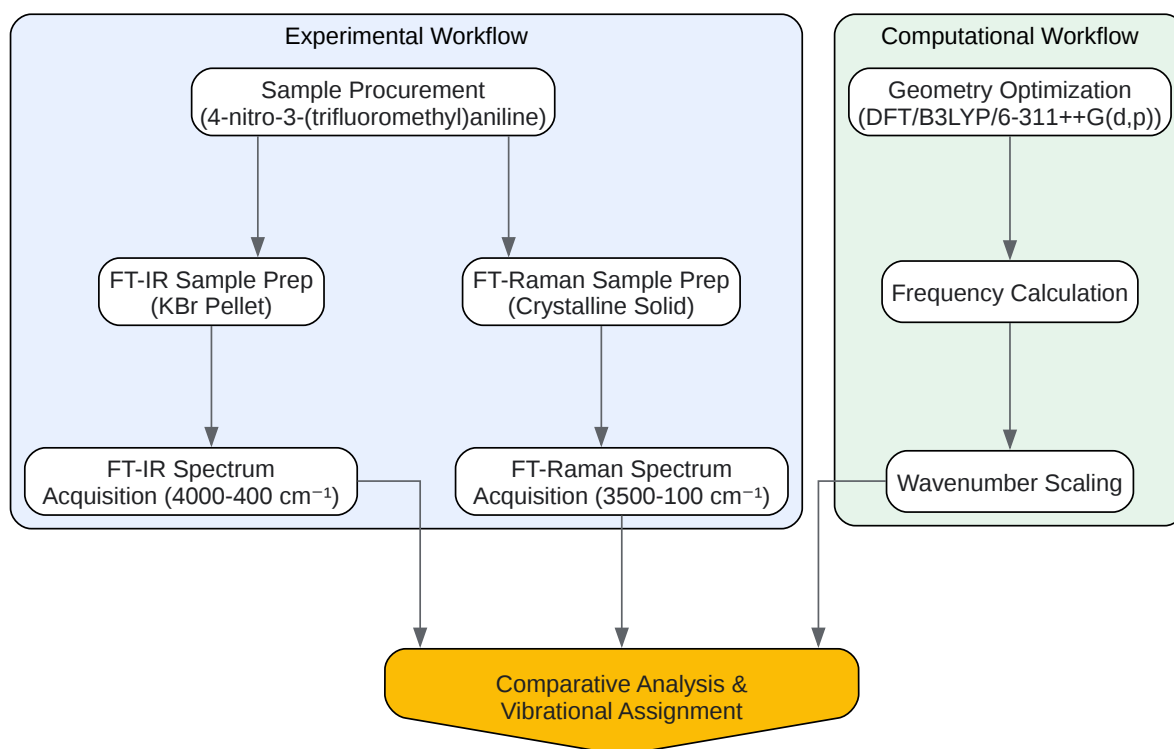 Experimental Workflow
Computational Workflow
Sample Procurement
(4-nitro-3-(trifluoromethyl)aniline)
Geometry Optimization
(DFT/B3LYP/6-311++G(d,p))
FT-IR Sample Prep
(KBr Pellet)
FT-Raman Sample Prep
(Crystalline Solid)
Frequency Calculation
FT-IR Spectrum
Acquisition (4000-400 cm⁻¹)
FT-Raman Spectrum
Acquisition (3500-100 cm⁻¹)
Wavenumber Scaling
Comparative Analysis &
Vibrational Assignment